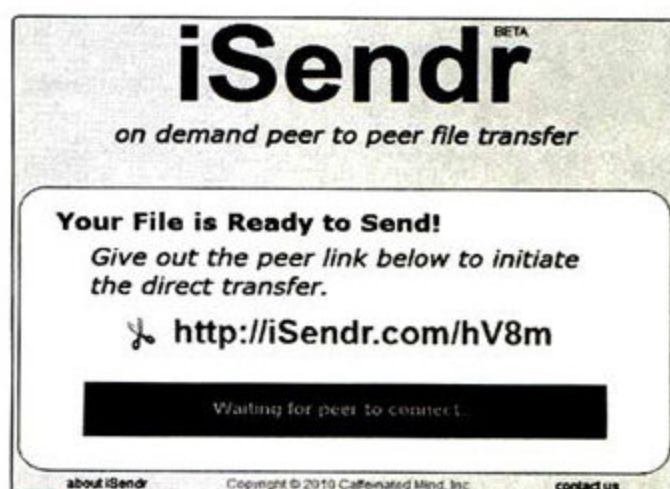 iSendr
BETA
on demand peer to peer file transfer
Your File is Ready to Send!
Give out the peer link below to initiate
the direct transfer.
http://iSendr.com/hV8m
Waiting for peer to connect...
about iSendr Copyright © 2010 Caffeinated Mind, Inc. contact us